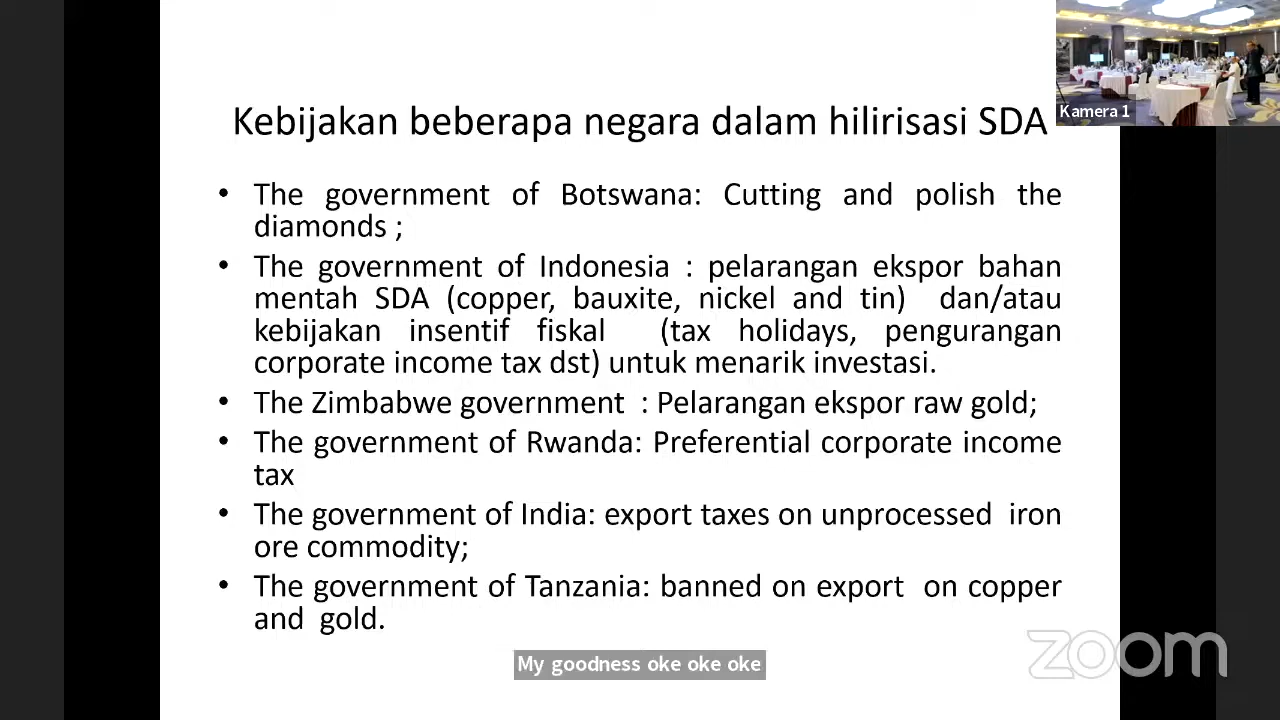 Kebijakan beberapa negara dalam hilirisasi SDA
Kamera 1
• The government of Botswana: Cutting and polish the
diamonds ;
• The government of Indonesia : pelarangan ekspor bahan
mentah SDA (copper, bauxite, nickel and tin) dan/atau
kebijakan insentif fiskal (tax holidays, pengurangan
corporate income tax dst) untuk menarik investasi.
• The Zimbabwe government : Pelarangan ekspor raw gold;
• The government of Rwanda: Preferential corporate income
tax
• The government of India: export taxes on unprocessed iron
ore commodity;
• The government of Tanzania: banned on export on copper
and gold.
zoom
My goodness oke oke oke